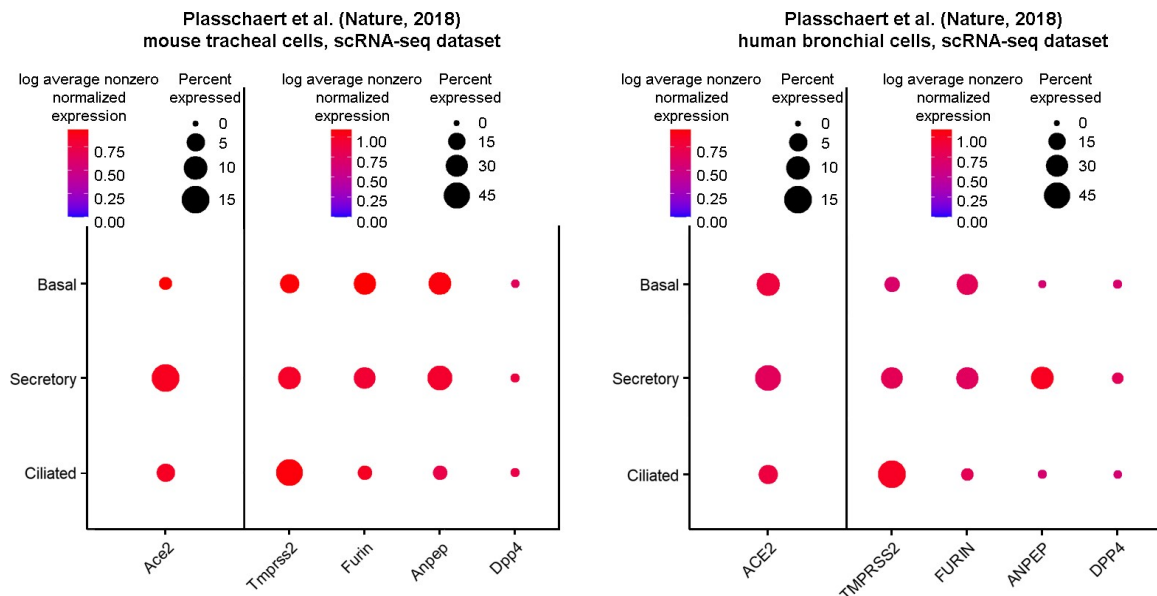 Plasschaert et al. (Nature, 2018)
mouse tracheal cells, scRNA-seq dataset
log average nonzero
normalized
expression
0.75
0.50
0.25
0.00
Percent
expressed
0
5
10
15
log average nonzero
normalized
expression
1.00
0.75
0.50
0.25
0.00
Percent
expressed
0
15
30
45
Basal
Secretory
Ciliated
Ace2
Tmprss2
Furin
Anpep
Dpp4
Plasschaert et al. (Nature, 2018)
human bronchial cells, scRNA-seq dataset
log average nonzero
normalized
expression
0.75
0.50
0.25
0.00
Percent
expressed
0
5
10
15
log average nonzero
normalized
expression
1.00
0.75
0.50
0.25
0.00
Percent
expressed
0
15
30
45
Basal
Secretory
Ciliated
ACE2
TMPRSS2
FURIN
ANPEP
DPP4